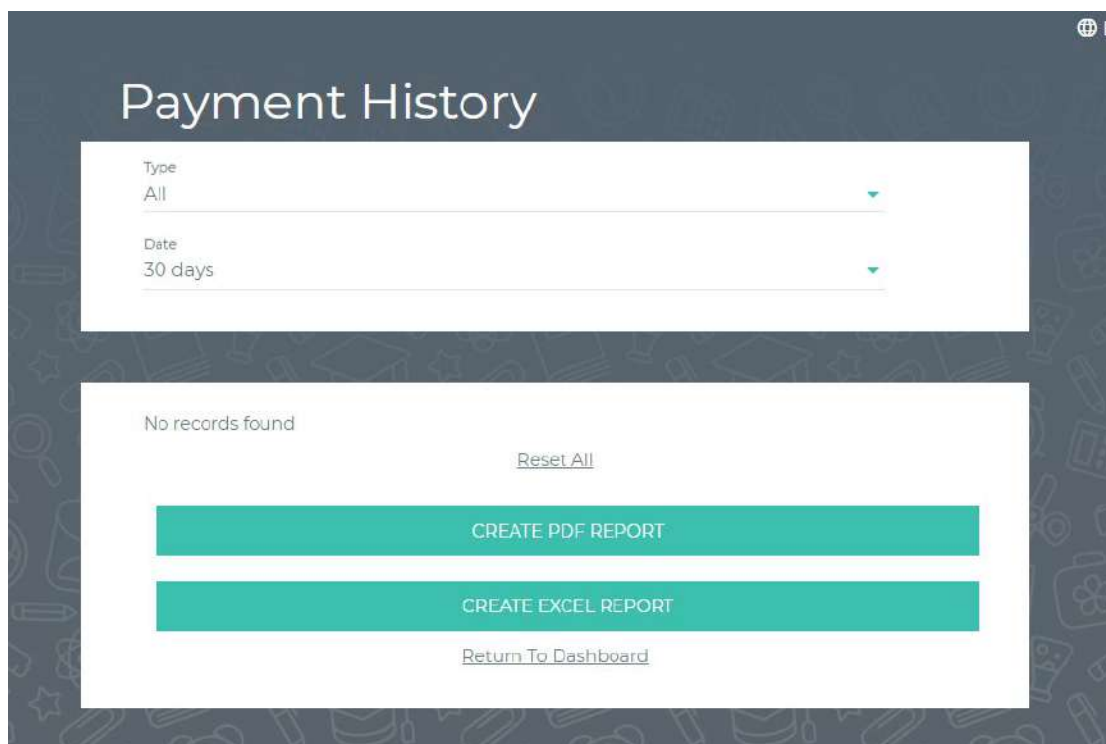 Payment History
Type
All
Date
30 days
No records found
Reset All
CREATE PDF REPORT
CREATE EXCEL REPORT
Return To Dashboard